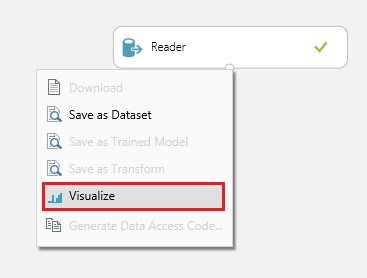 Reader
Download
Save as Dataset
Save as Trained Model
Save as Transform
Visualize
Generate Data Access Code...